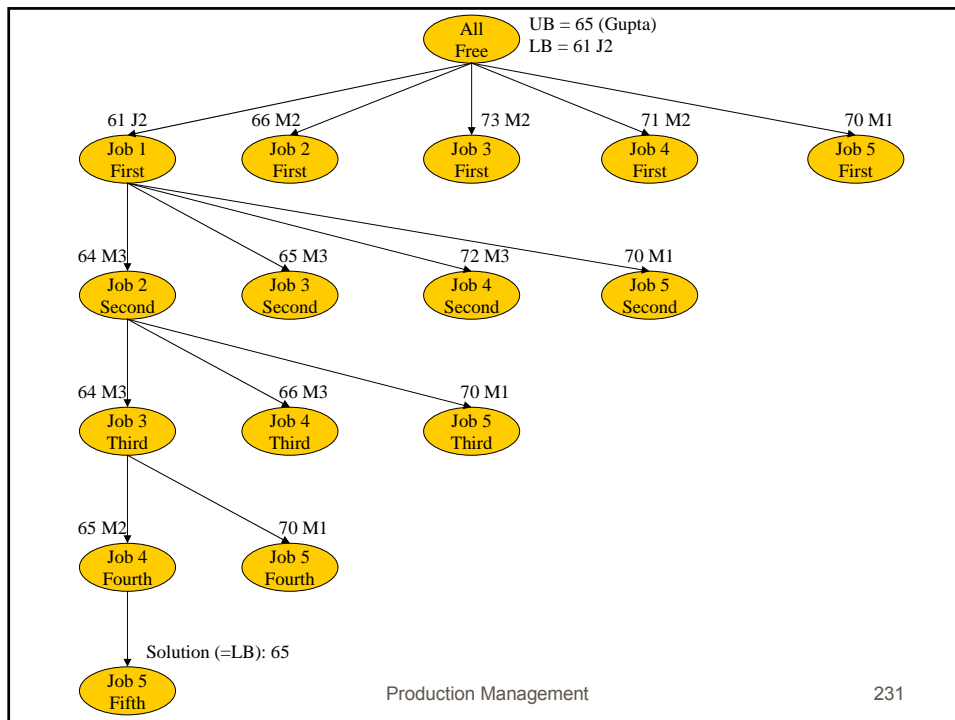 All
Free
UB = 65 (Gupta)
LB = 61 J2
61 J2
66 M2
73 M2
71 M2
70 M1
Job 1
First
Job 2
First
Job 3
First
Job 4
First
Job 5
First
64 M3
65 M3
72 M3
70 M1
Job 2
Second
Job 3
Second
Job 4
Second
Job 5
Second
64 M3
66 M3
70 M1
Job 3
Third
Job 4
Third
Job 5
Third
65 M2
70 M1
Job 4
Fourth
Job 5
Fourth
Solution (=LB): 65
Job 5
Fifth
Production Management
231